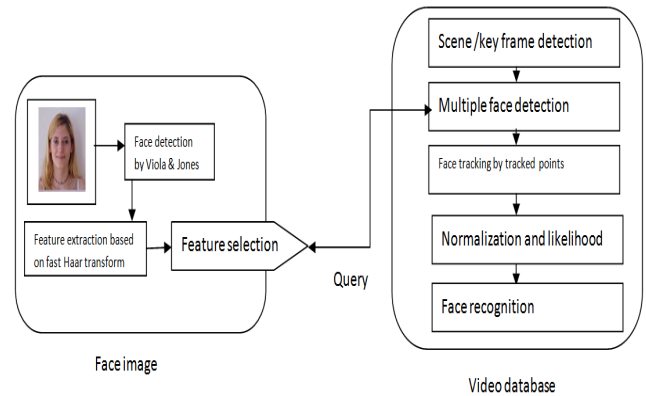 Face detection
by Viola & Jones
Feature extraction based
on fast Haar transform
Feature selection
Face image
Query
Scene /key frame detection
Multiple face detection
Face tracking by tracked points
Normalization and likelihood
Face recognition
Video database